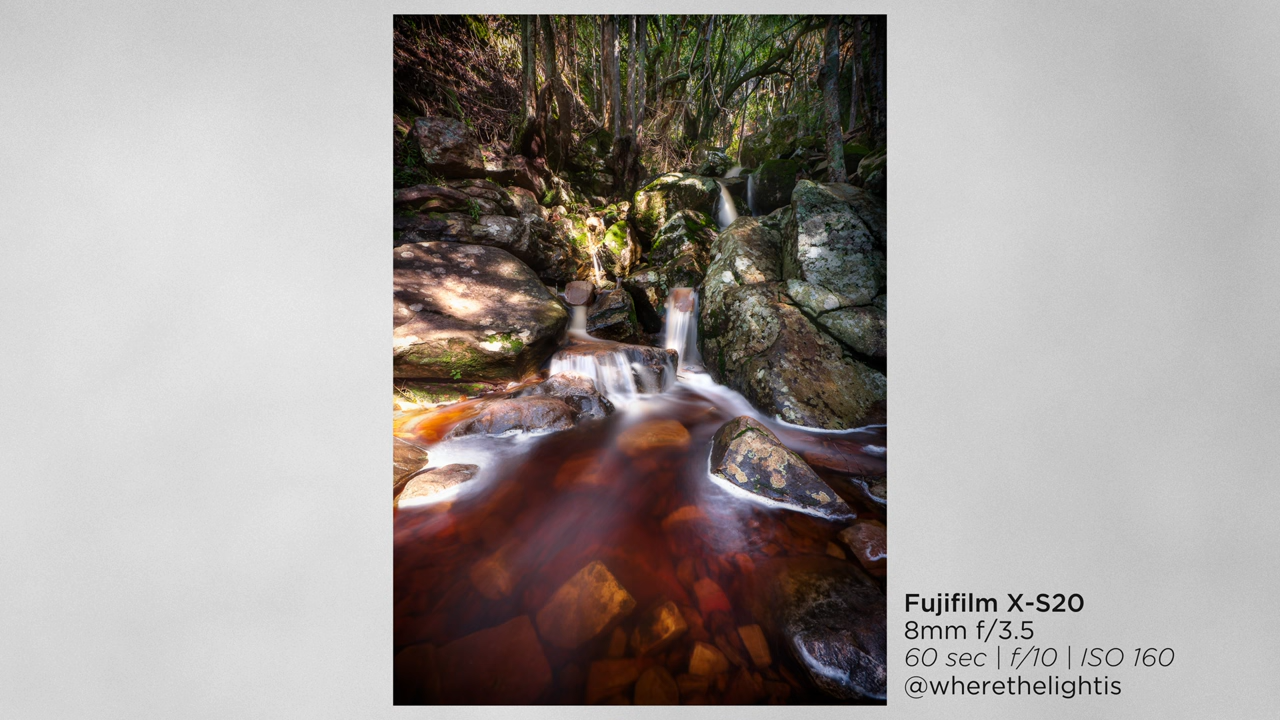 Fujifilm X-S20
8mm f/3.5
60 sec | f/10 | ISO 160
@wherethelightis